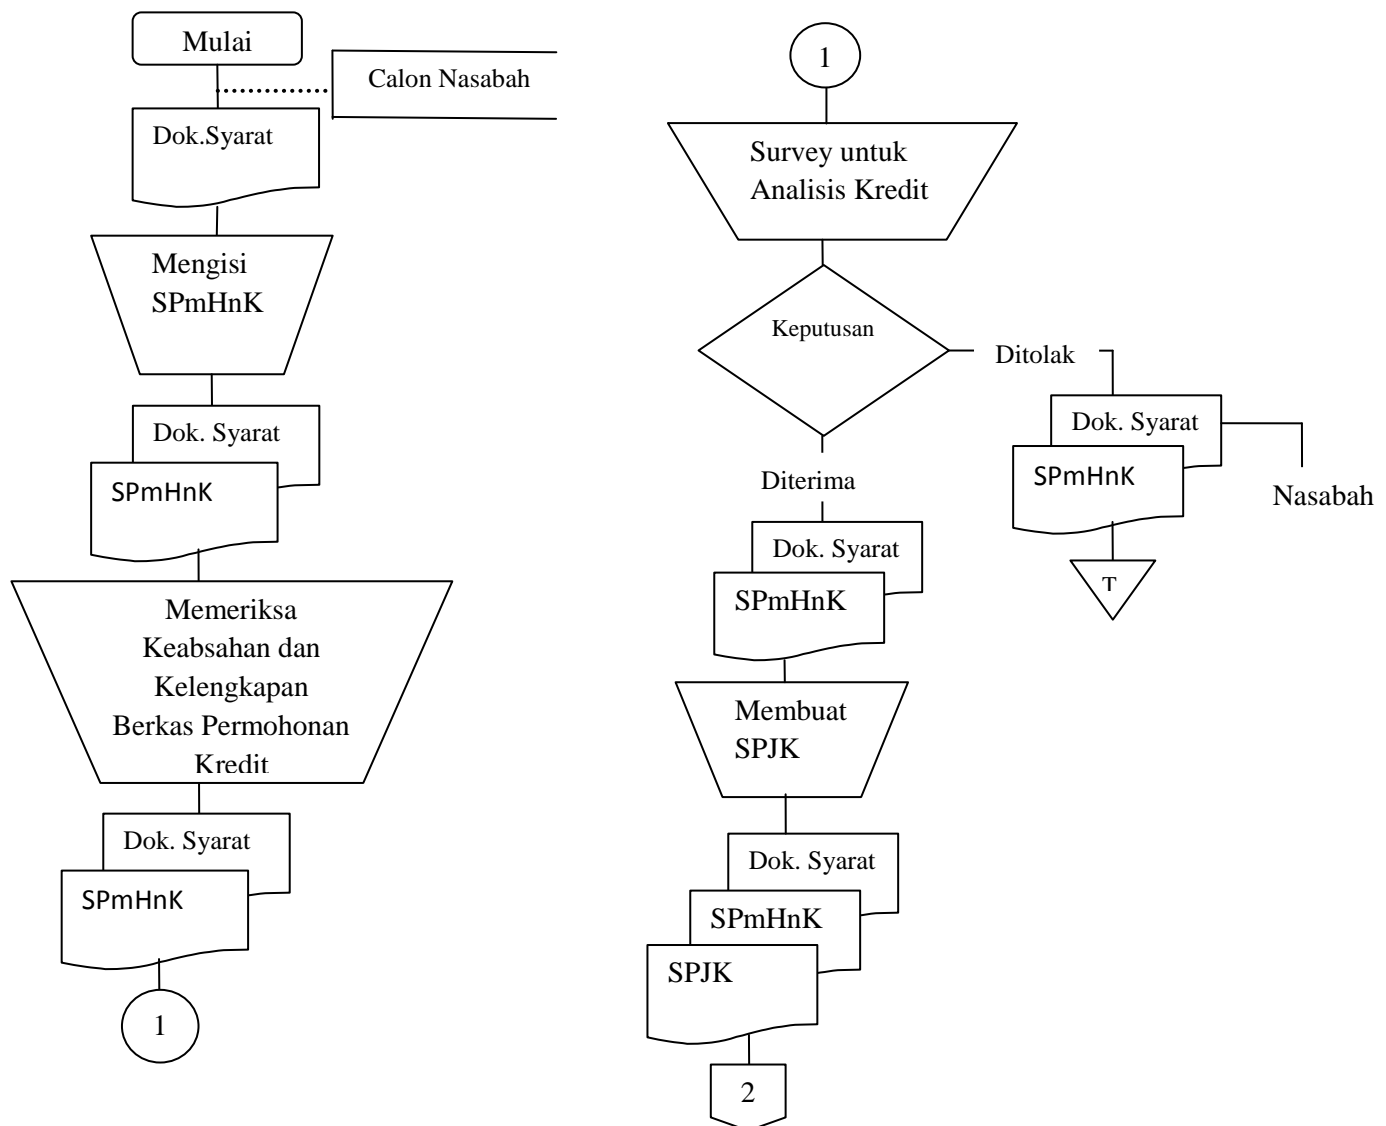 Mulai
Calon Nasabah
Dok.Syarat
Mengisi
SPmHnK
Dok. Syarat
SPmHnK
Memeriksa
Keabsahan dan
Kelengkapan
Berkas Permohonan
Kredit
Dok. Syarat
SPmHnK
1
1
Survey untuk
Analisis Kredit
Keputusan
Ditolak
Dok. Syarat
SPmHnK
Nasabah
T
Diterima
Dok. Syarat
SPmHnK
Membuat
SPJK
Dok. Syarat
SPmHnK
SPJK
2